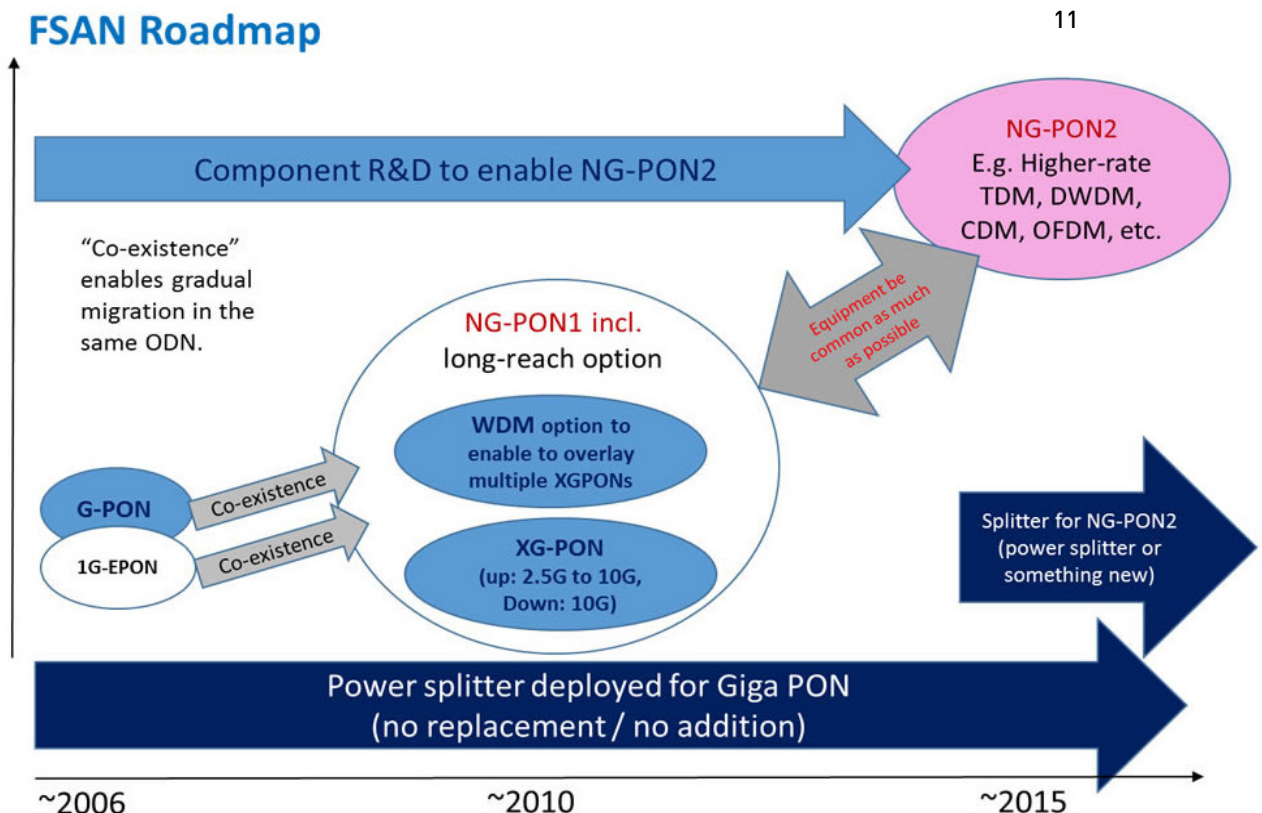 FSAN Roadmap
11
Component R&D to enable NG-PON2
NG-PON2
E.g. Higher-rate
TDM, DWDM,
CDM, OFDM, etc.
“Co-existence”
enables gradual
migration in the
same ODN.
Equipment be
common as much
as possible
NG-PON1 incl.
long-reach option
WDM option to
enable to overlay
multiple XGPONs
G-PON
Co-existence
1G-EPON
Co-existence
XG-PON
(up: 2.5G to 10G,
Down: 10G)
Splitter for NG-PON2
(power splitter or
something new)
Power splitter deployed for Giga PON
(no replacement / no addition)
~2006
~2010
~2015